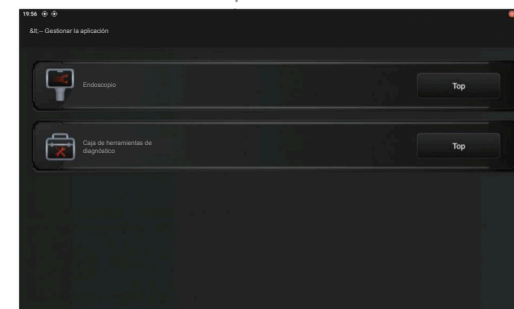 19:56
&lt;-- Gestionar la aplicación
Endoscopio
Top
Caja de herramientas de
diagnóstico
Top